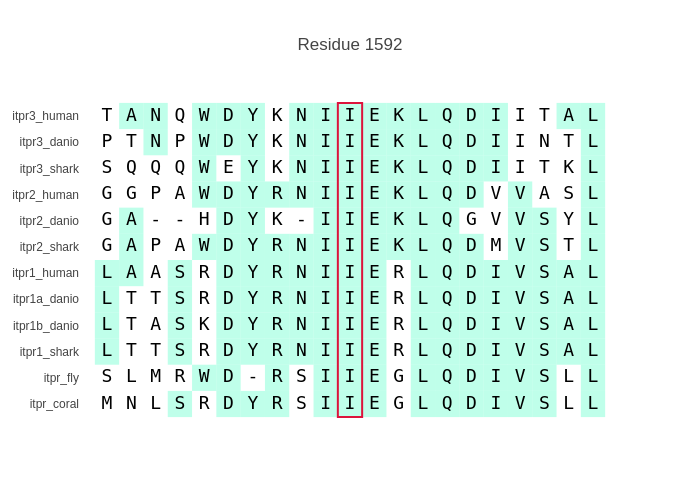 Residue 1592
itpr3_human T A N Q W D Y K N I I E K L Q D I I T A L
itpr3_danio P T N P W D Y K N I I E K L Q D I I N T L
itpr3_shark S Q Q Q W E Y K N I I E K L Q D I I T K L
itpr2_human G G P A W D Y R N I I E K L Q D V V A S L
itpr2_danio G A - - H D Y K - I I E K L Q G V V S Y L
itpr2_shark G A P A W D Y R N I I E K L Q D M V S T L
itpr1_human L A A S R D Y R N I I E R L Q D I V S A L
itpr1a_danio L T T S R D Y R N I I E R L Q D I V S A L
itpr1b_danio L T A S K D Y R N I I E R L Q D I V S A L
itpr1_shark L T T S R D Y R N I I E R L Q D I V S A L
itpr_fly S L M R W D - R S I I E G L Q D I V S L L
itpr_coral M N L S R D Y R S I I E G L Q D I V S L L